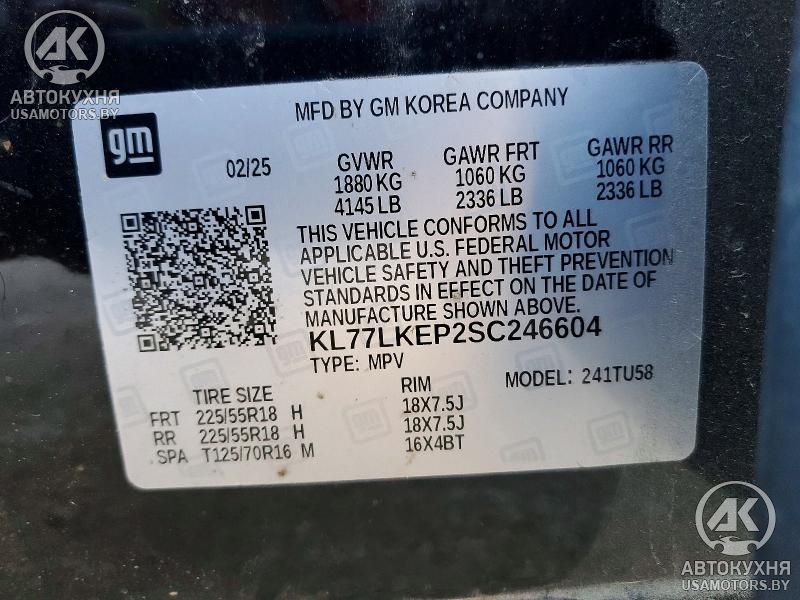 АК
АВТОКУХНЯ
USAMOTORS.BY
MFD BY GM KOREA COMPANY
gm
02/25
GVWR GAWR FRT GAWR RR
1880 KG 1060 KG 1060 KG
4145 LB 2336 LB 2336 LB
THIS VEHICLE CONFORMS TO ALL
APPLICABLE U.S. FEDERAL MOTOR
VEHICLE SAFETY AND THEFT PREVENTION
STANDARDS IN EFFECT ON THE DATE OF
MANUFACTURE SHOWN ABOVE.
KL77LKEP2SC246604
TYPE: MPV
MODEL: 241TU58
TIRE SIZE RIM
FRT 225/55R18 H 18X7.5J
RR 225/55R18 H 18X7.5J
SPA T125/70R16 M 16X4BT
АК
АВТОКУХНЯ
USAMOTORS.BY